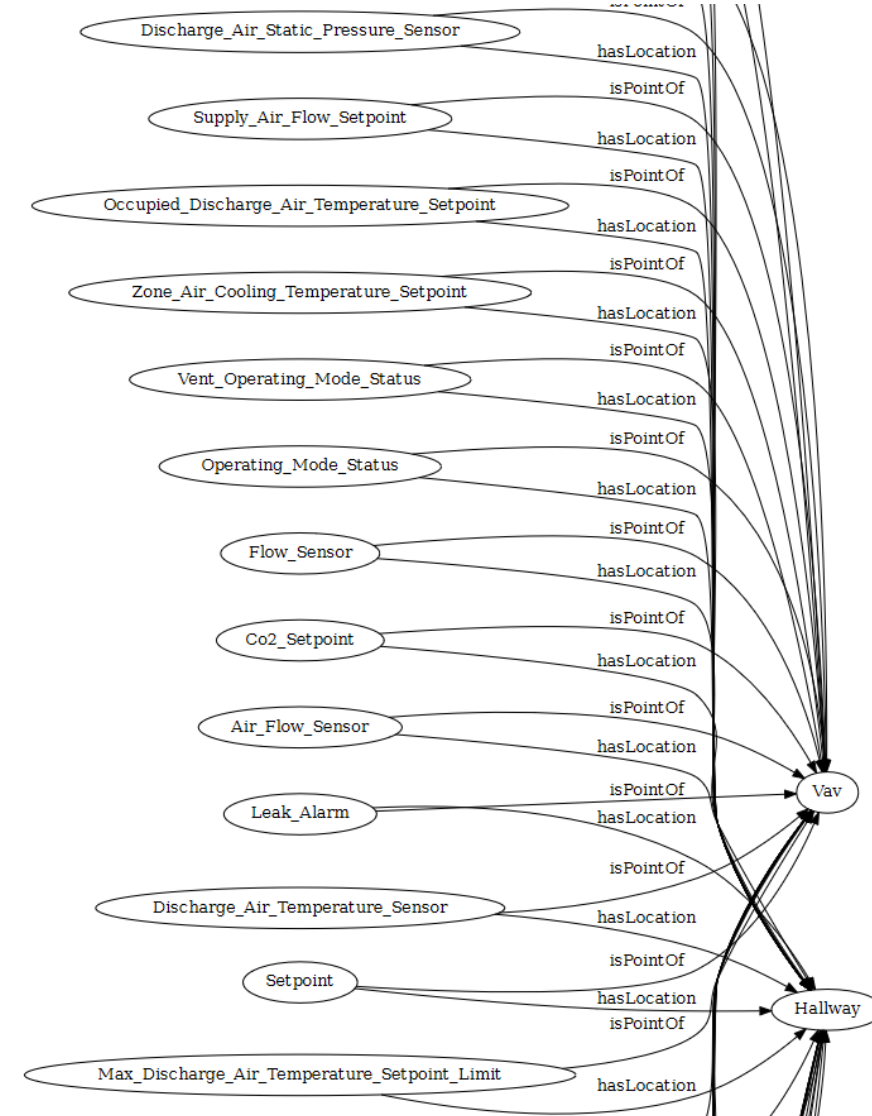 isPointOf
Discharge_Air_Static_Pressure_Sensor
hasLocation
isPointOf
Supply_Air_Flow_Setpoint
hasLocation
isPointOf
Occupied_Discharge_Air_Temperature_Setpoint
hasLocation
isPointOf
Zone_Air_Cooling_Temperature_Setpoint
hasLocation
isPointOf
Vent_Operating_Mode_Status
hasLocation
isPointOf
Operating_Mode_Status
hasLocation
isPointOf
Flow_Sensor
hasLocation
isPointOf
Co2_Setpoint
hasLocation
isPointOf
Air_Flow_Sensor
hasLocation
isPointOf
Vav
Leak_Alarm
hasLocation
isPointOf
Discharge_Air_Temperature_Sensor
hasLocation
isPointOf
Setpoint
hasLocation
Hallway
isPointOf
Max_Discharge_Air_Temperature_Setpoint_Limit
hasLocation